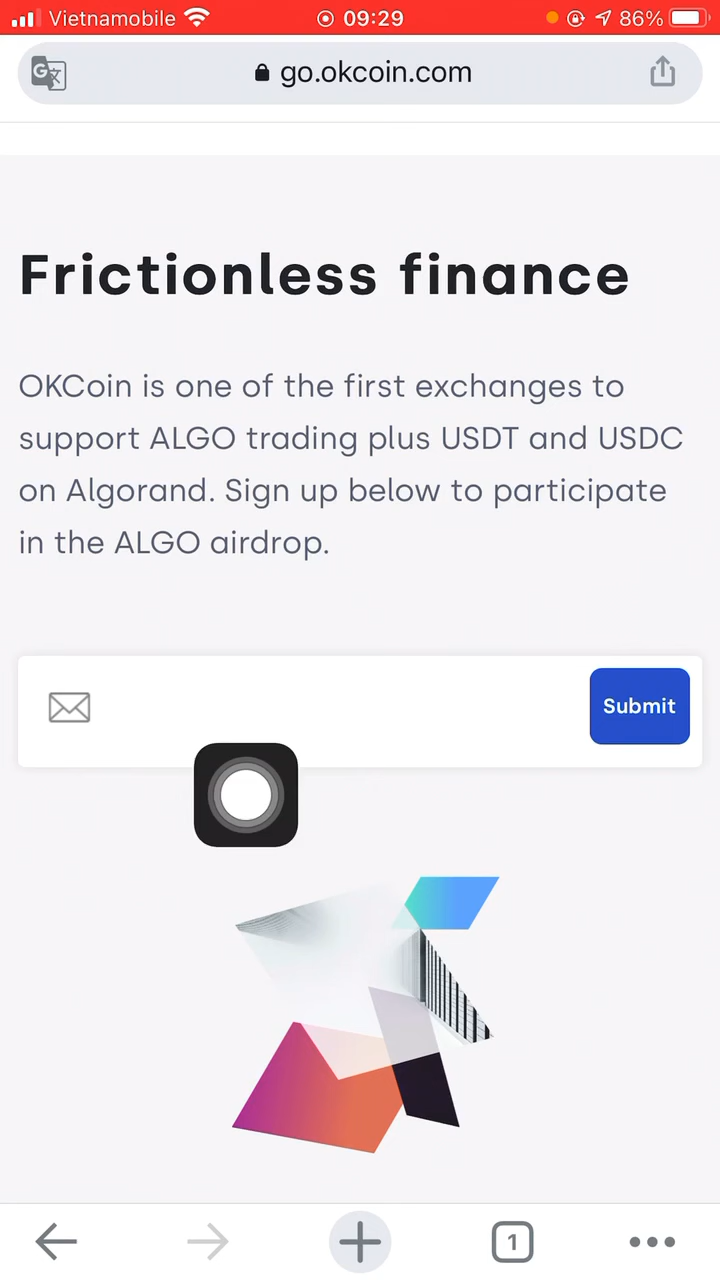 Vietnamobile 09:29 86%
go.okcoin.com
Frictionless finance
OKCoin is one of the first exchanges to
support ALGO trading plus USDT and USDC
on Algorand. Sign up below to participate
in the ALGO airdrop.
Submit
1